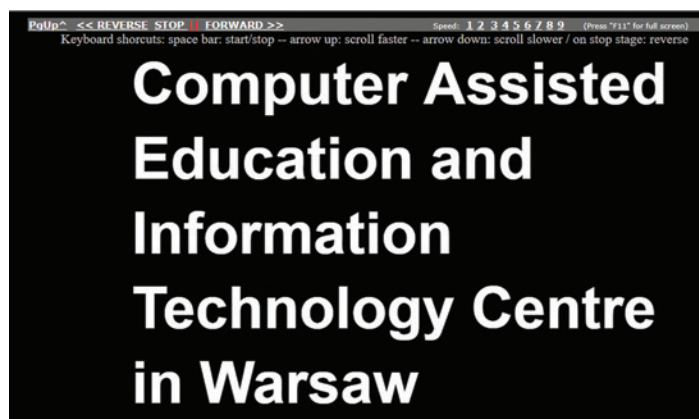 PgUp^ << REVERSE STOP || FORWARD >> Speed: 1 2 3 4 5 6 7 8 9 (Press "F11" for full screen)
Keyboard shorcuts: space bar: start/stop -- arrow up: scroll faster -- arrow down: scroll slower / on stop stage: reverse
Computer Assisted
Education and
Information
Technology Centre
in Warsaw